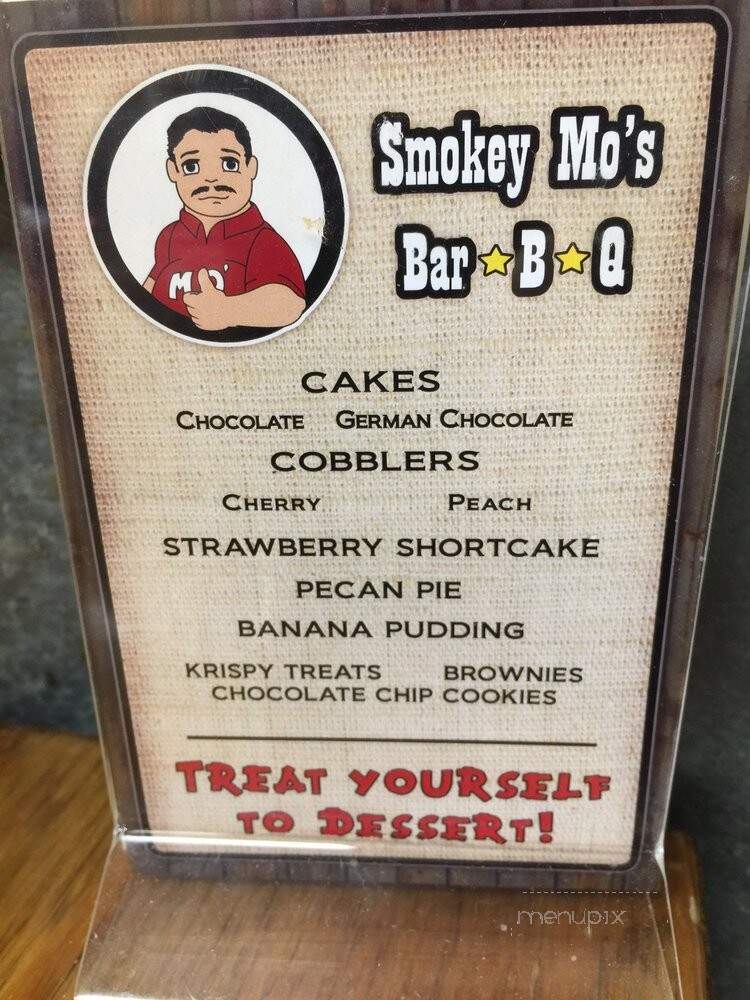 Smokey Mo's
Bar B Q
MO'
CAKES
CHOCOLATE GERMAN CHOCOLATE
COBBLERS
CHERRY PEACH
STRAWBERRY SHORTCAKE
PECAN PIE
BANANA PUDDING
KRISPY TREATS BROWNIES
CHOCOLATE CHIP COOKIES
TREAT YOURSELF
TO DESSERT!
menupix